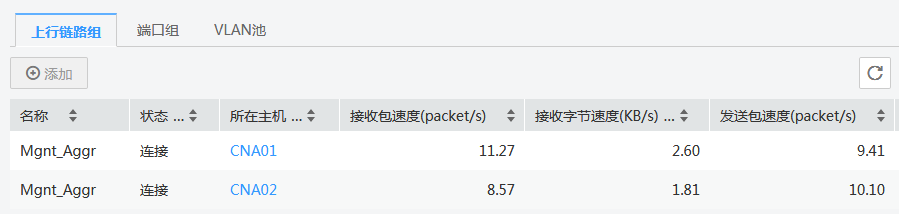 上行链路组 端口组 VLAN池
添加
名称 状态 ... 所在主机 ... 接收包速度(packet/s) 接收字节速度(KB/s) ... 发送包速度(packet/s)
Mgnt_Aggr 连接 CNA01 11.27 2.60 9.41
Mgnt_Aggr 连接 CNA02 8.57 1.81 10.10